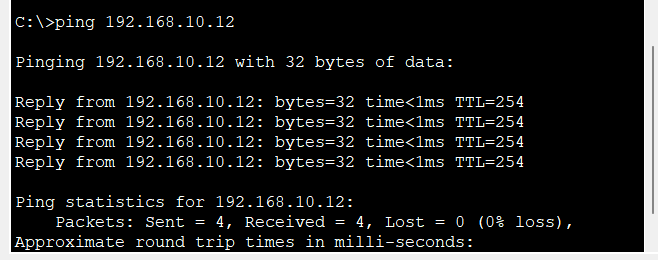 C:\>ping 192.168.10.12
Pinging 192.168.10.12 with 32 bytes of data:
Reply from 192.168.10.12: bytes=32 time<1ms TTL=254
Reply from 192.168.10.12: bytes=32 time<1ms TTL=254
Reply from 192.168.10.12: bytes=32 time<1ms TTL=254
Reply from 192.168.10.12: bytes=32 time<1ms TTL=254
Ping statistics for 192.168.10.12:
Packets: Sent = 4, Received = 4, Lost = 0 (0% loss),
Approximate round trip times in milli-seconds: